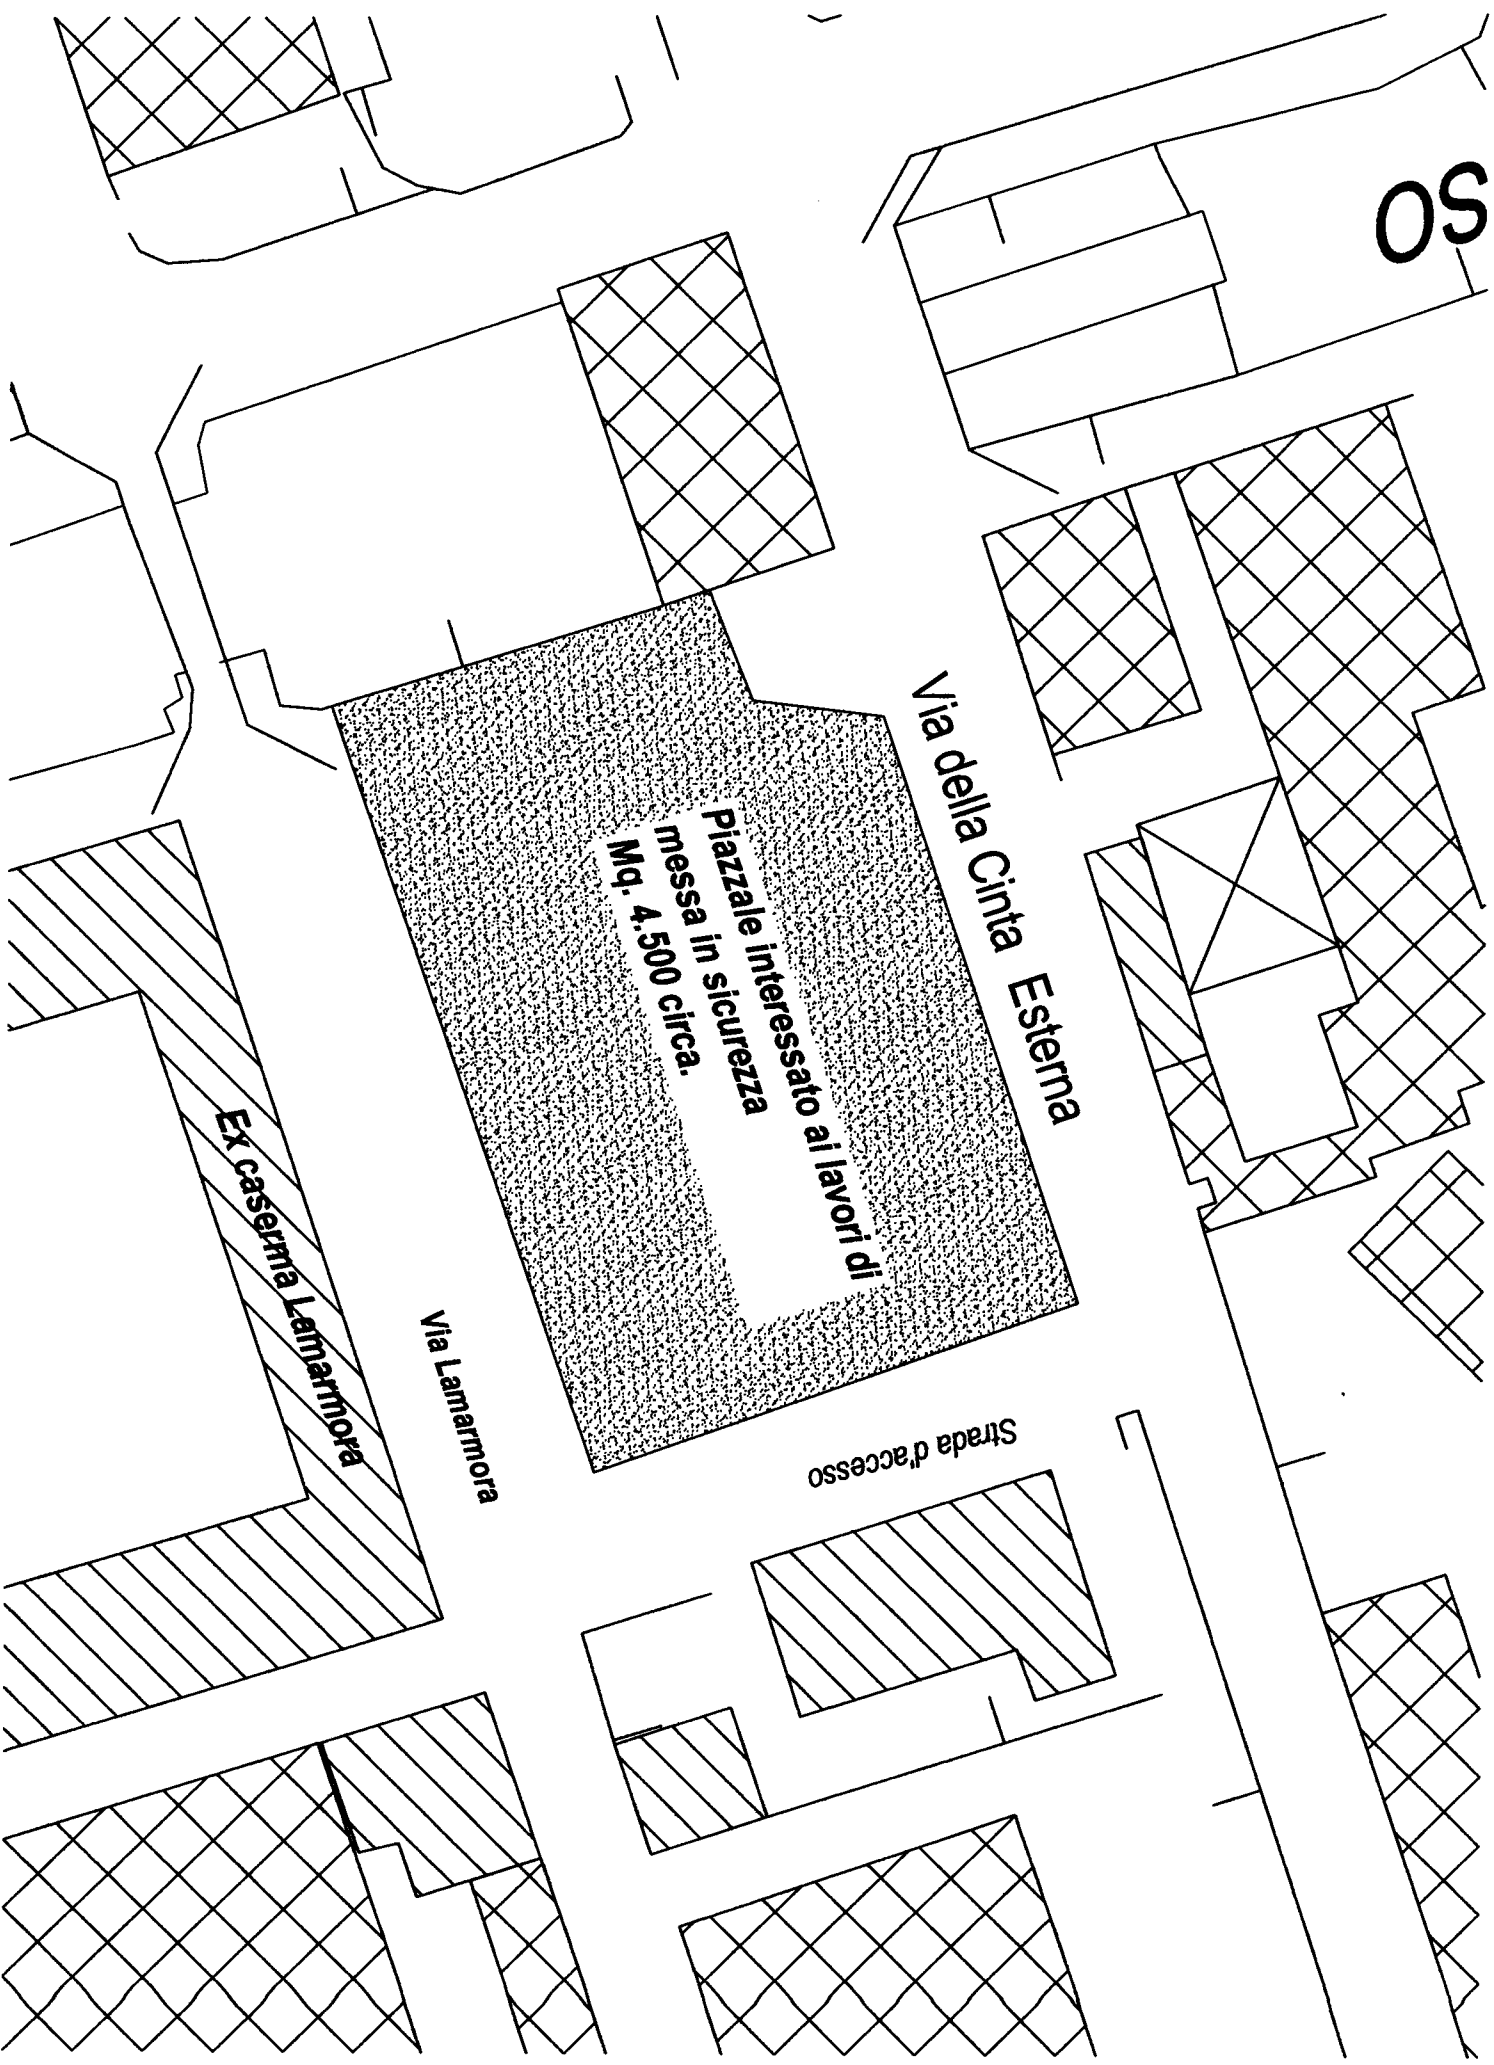 OS
Via della Cinta Esterna
Piazzale interessato ai lavori di
messa in sicurezza
Mq. 4.500 circa.
Ex caserma Lamarmora
Via Lamarmora
Strada d'accesso